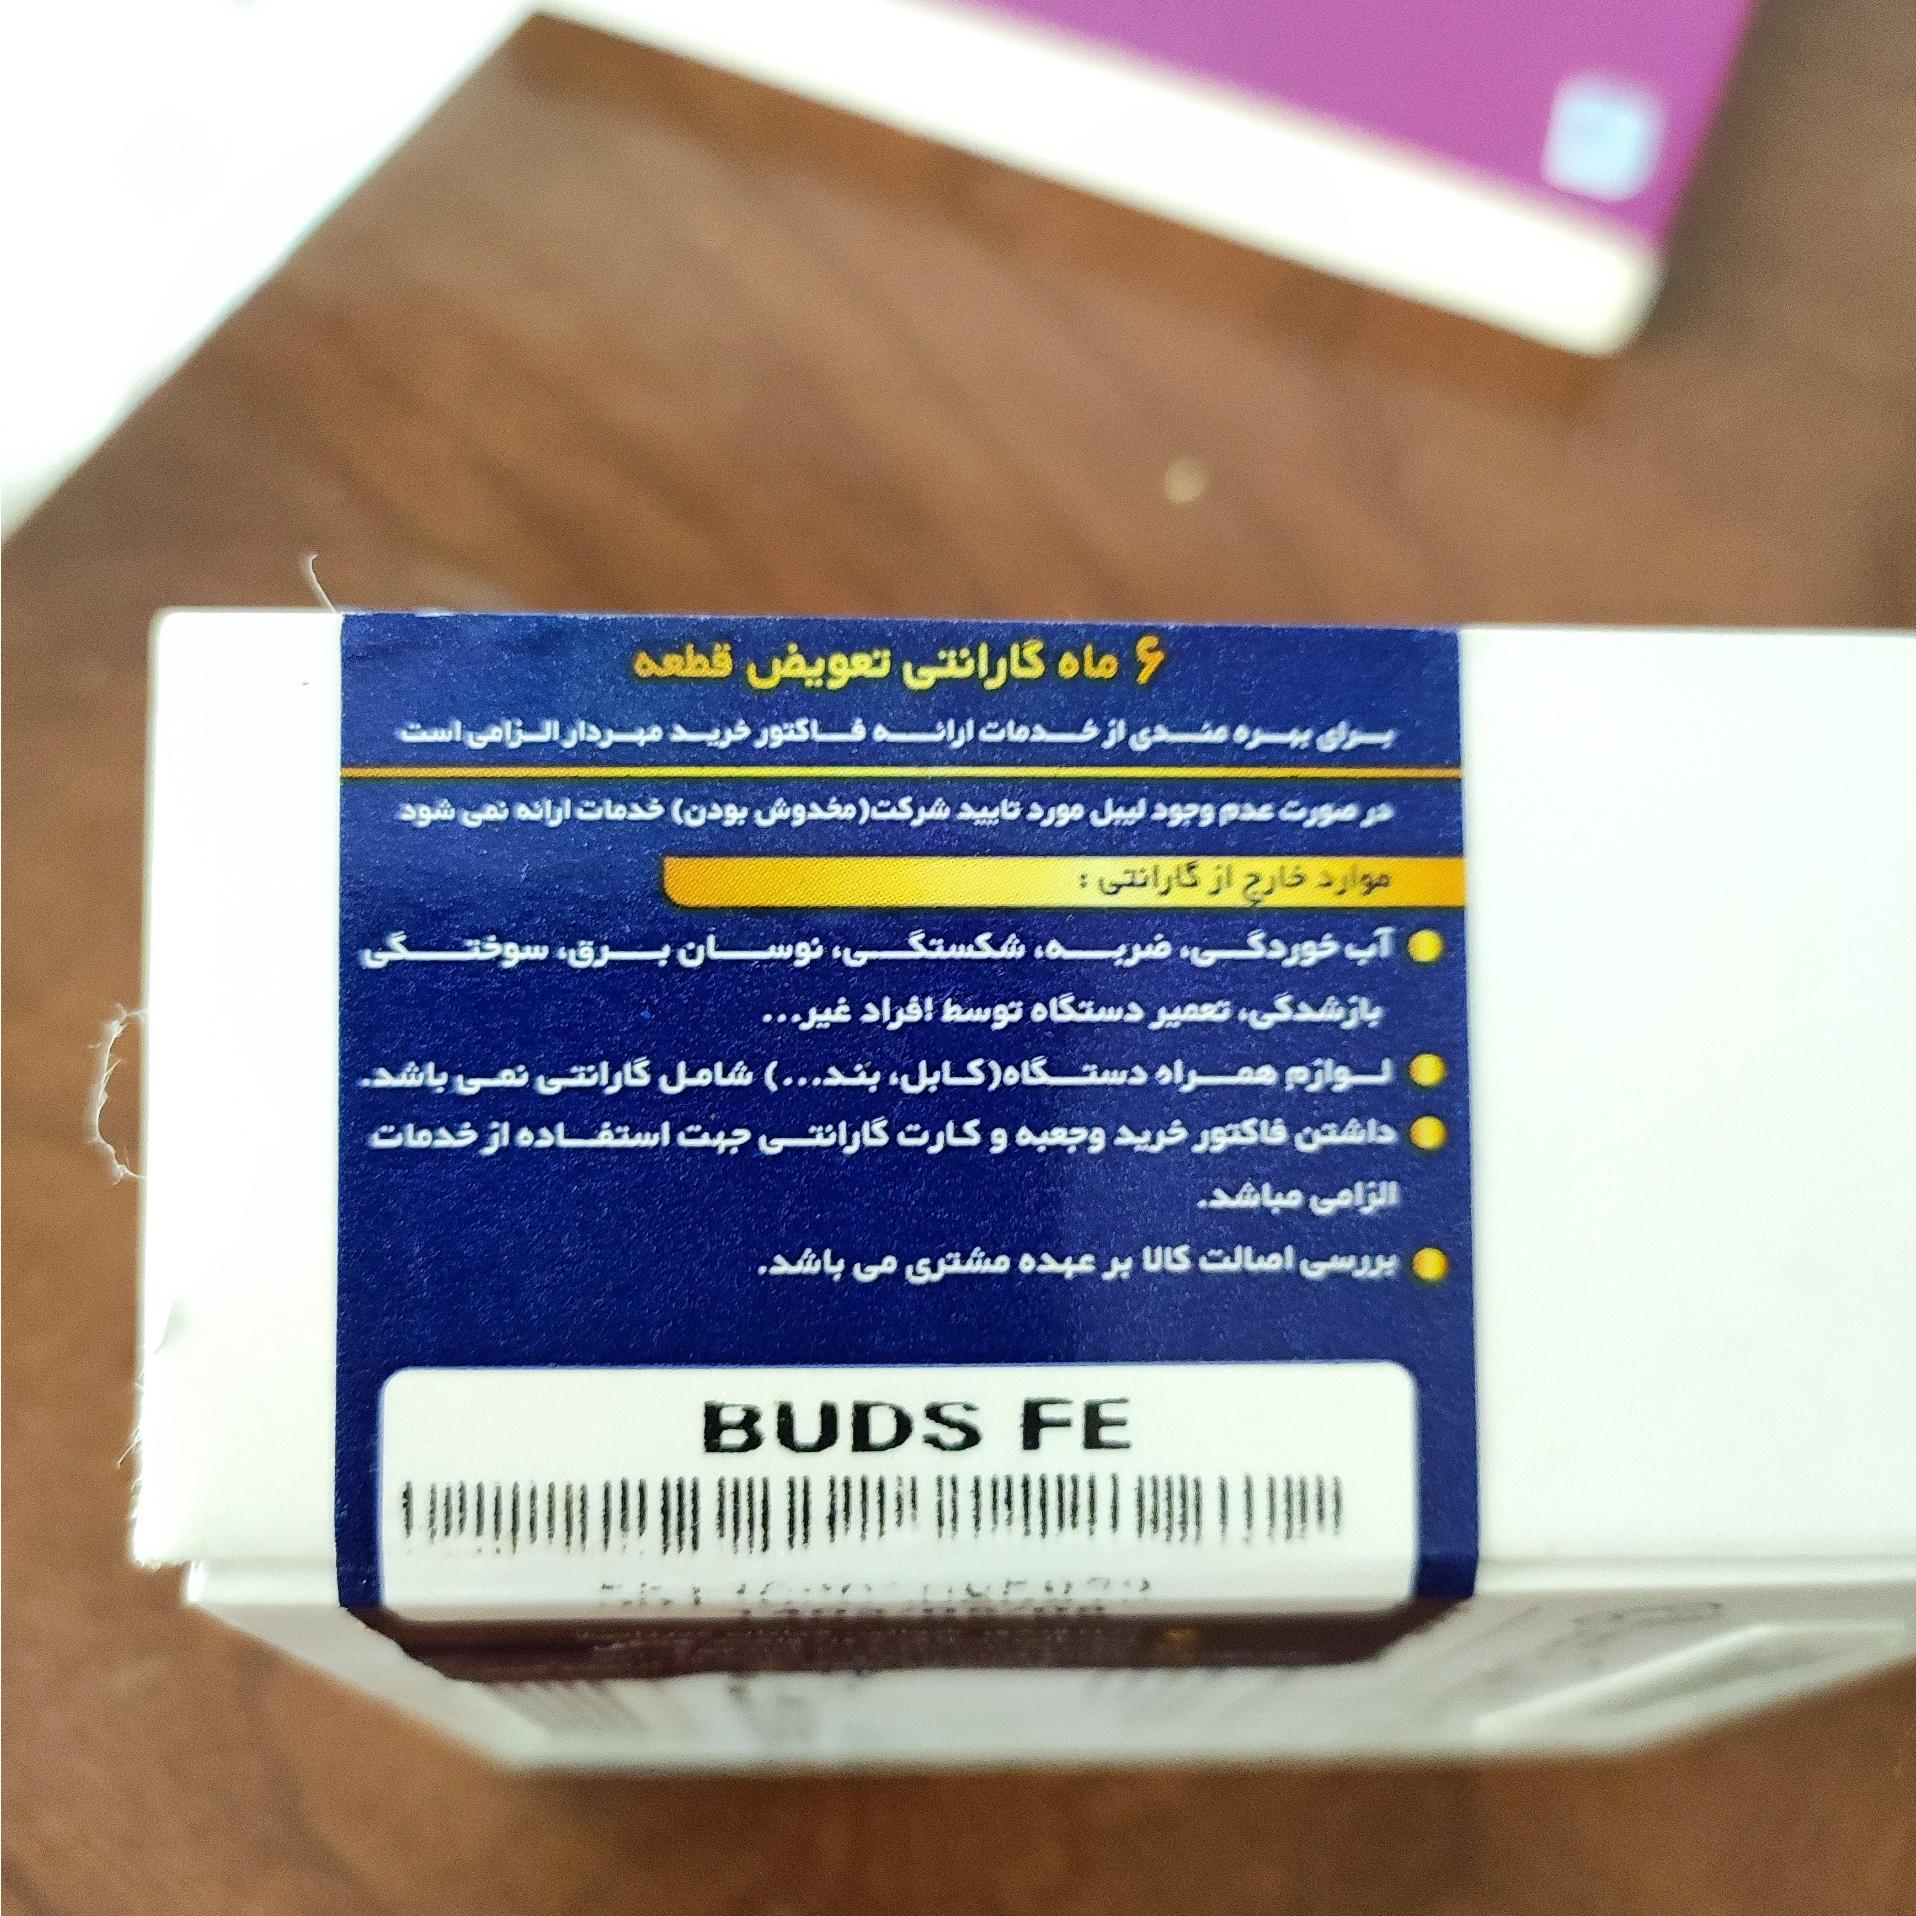 ۶ ماه گارانتی تعویض قطعه
برای بهره مندی از خدمات ارائه فاکتور خرید مهردار الزامی است
در صورت عدم وجود لیبل مورد تایید شرکت(مخدوش بودن) خدمات ارائه نمی شود
موارد خارج از گارانتی :
آب خوردگی، ضربه، شکستگی، نوسان برق، سوختگی
بازشدگی، تعمیر دستگاه توسط افراد غیر...
لوازم همراه دستگاه(کابل، بند...) شامل گارانتی نمی باشد.
داشتن فاکتور خرید وجعبه و کارت گارانتی جهت استفاده از خدمات
الزامی مباشد.
بررسی اصالت کالا بر عهده مشتری می باشد.
BUDS FE